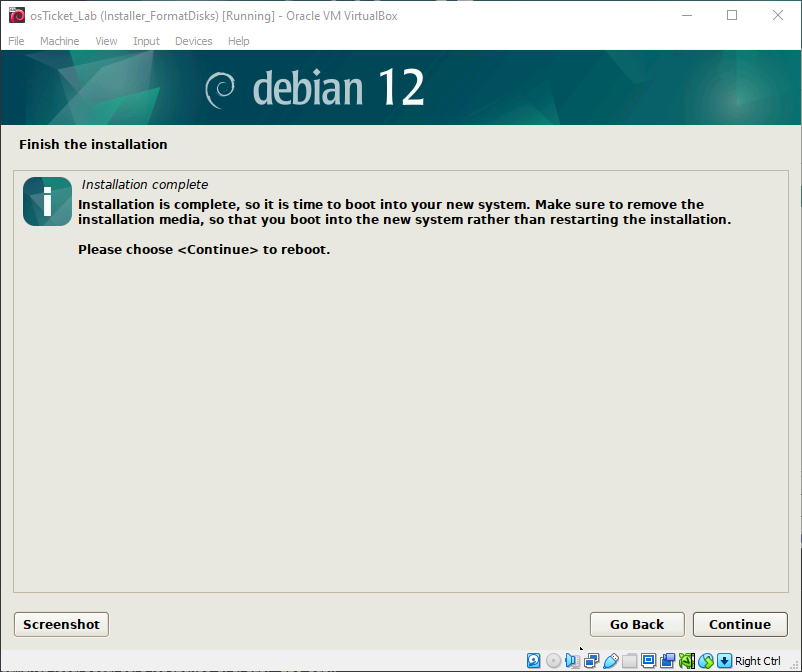 osTicket_Lab (Installer_FormatDisks) [Running] - Oracle VM VirtualBox
File Machine View Input Devices Help
debian 12
Finish the installation
Installation complete
Installation is complete, so it is time to boot into your new system. Make sure to remove the
installation media, so that you boot into the new system rather than restarting the installation.
Please choose <Continue> to reboot.
Screenshot
Go Back
Continue
Right Ctrl